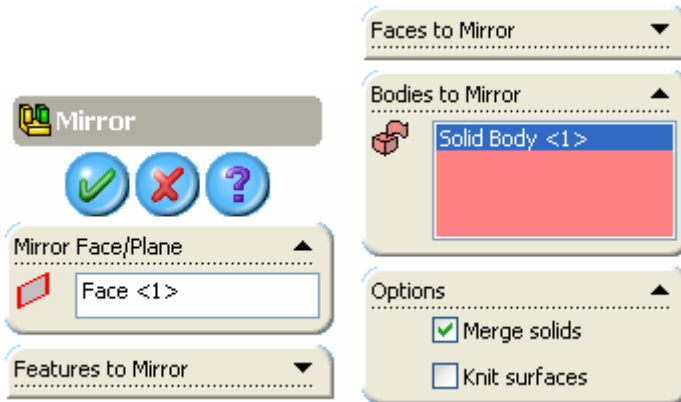 Mirror
?
Mirror Face/Plane
Face <1>
Features to Mirror
Faces to Mirror
Bodies to Mirror
Solid Body <1>
Options
Merge solids
Knit surfaces